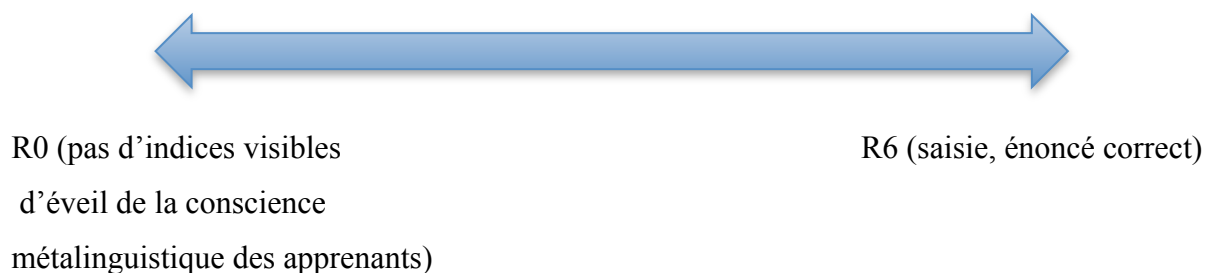 R0 (pas d’indices visibles
R6 (saisie, énoncé correct)
d’éveil de la conscience
métalinguistique des apprenants)